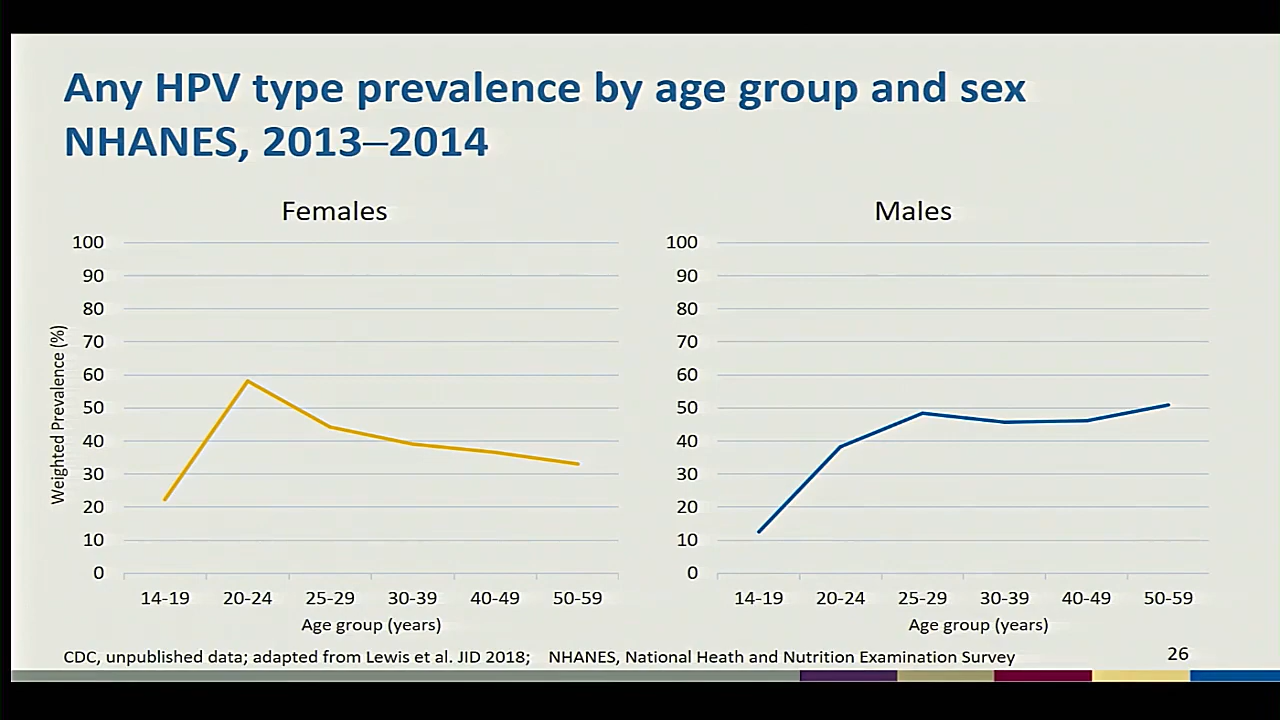 Any HPV type prevalence by age group and sex
NHANES, 2013–2014
Females
100
90
80
70
60
50
40
30
20
10
0
Weighted Prevalence (%)
14-19 20-24 25-29 30-39 40-49 50-59
Age group (years)
Males
100
90
80
70
60
50
40
30
20
10
0
14-19 20-24 25-29 30-39 40-49 50-59
Age group (years)
CDC, unpublished data; adapted from Lewis et al. JID 2018; NHANES, National Heath and Nutrition Examination Survey
26